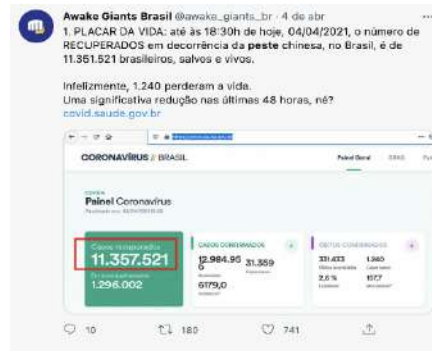 Awake Giants Brasil @awake_giants_br · 4 de abr
1. PLACAR DA VIDA: até às 18:30h de hoje, 04/04/2021, o número de
RECUPERADOS em decorrência da peste chinesa, no Brasil, é de
11.351.521 brasileiros, salvos e vivos.
Infelizmente, 1.240 perderam a vida.
Uma significativa redução nas últimas 48 horas, né?
covid.saude.gov.br
CORONAVÍRUS // BRASIL
Painel Geral
Painel Coronavírus
Casos recuperados
11.357.521
1.296.002
CASOS CONFIRMADOS
12.984.95
6
31.359
6179,0
ÓBITOS CONFIRMADOS
331.433
1.240
2,6 %
157,7
10
180
741